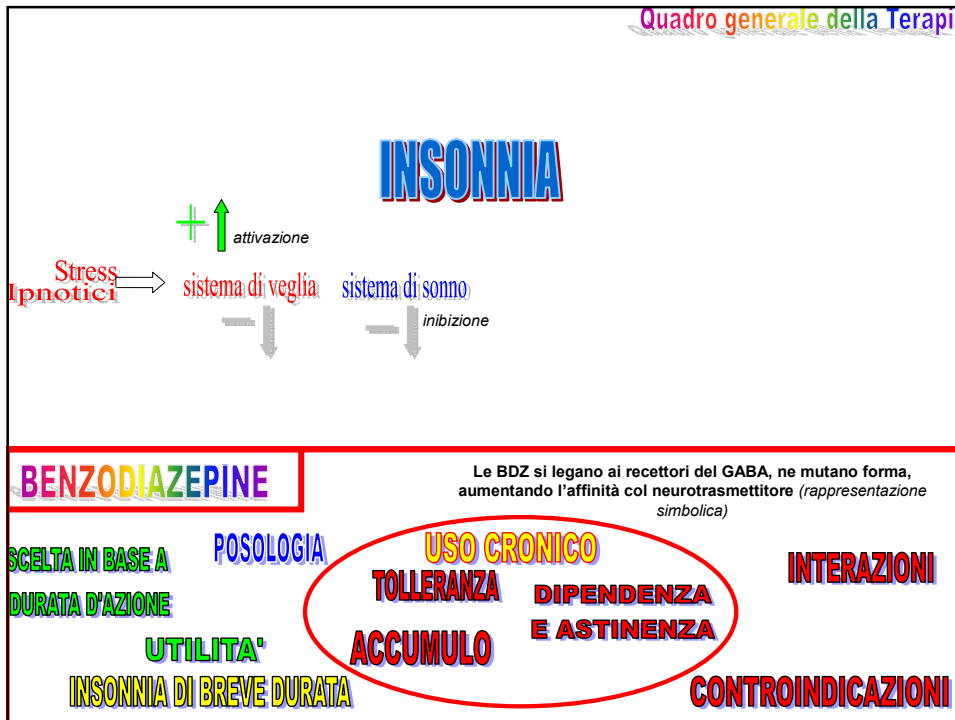 Quadro generale della Terapi
INSONNIA
+
attivazione
Stress
Ipnotici
sistema di veglia
sistema di sonno
inibizione
BENZODIAZEPINE
Le BDZ si legano ai recettori del GABA, ne mutano forma,
aumentando l'affinità col neurotrasmettitore (rappresentazione
simbolica)
SCELTA IN BASE A
DURATA D'AZIONE
POSOLOGIA
UTILITA'
INSONNIA DI BREVE DURATA
USO CRONICO
TOLLERANZA
DIPENDENZA
E ASTINENZA
ACCUMULO
INTERAZIONI
CONTROINDICAZIONI